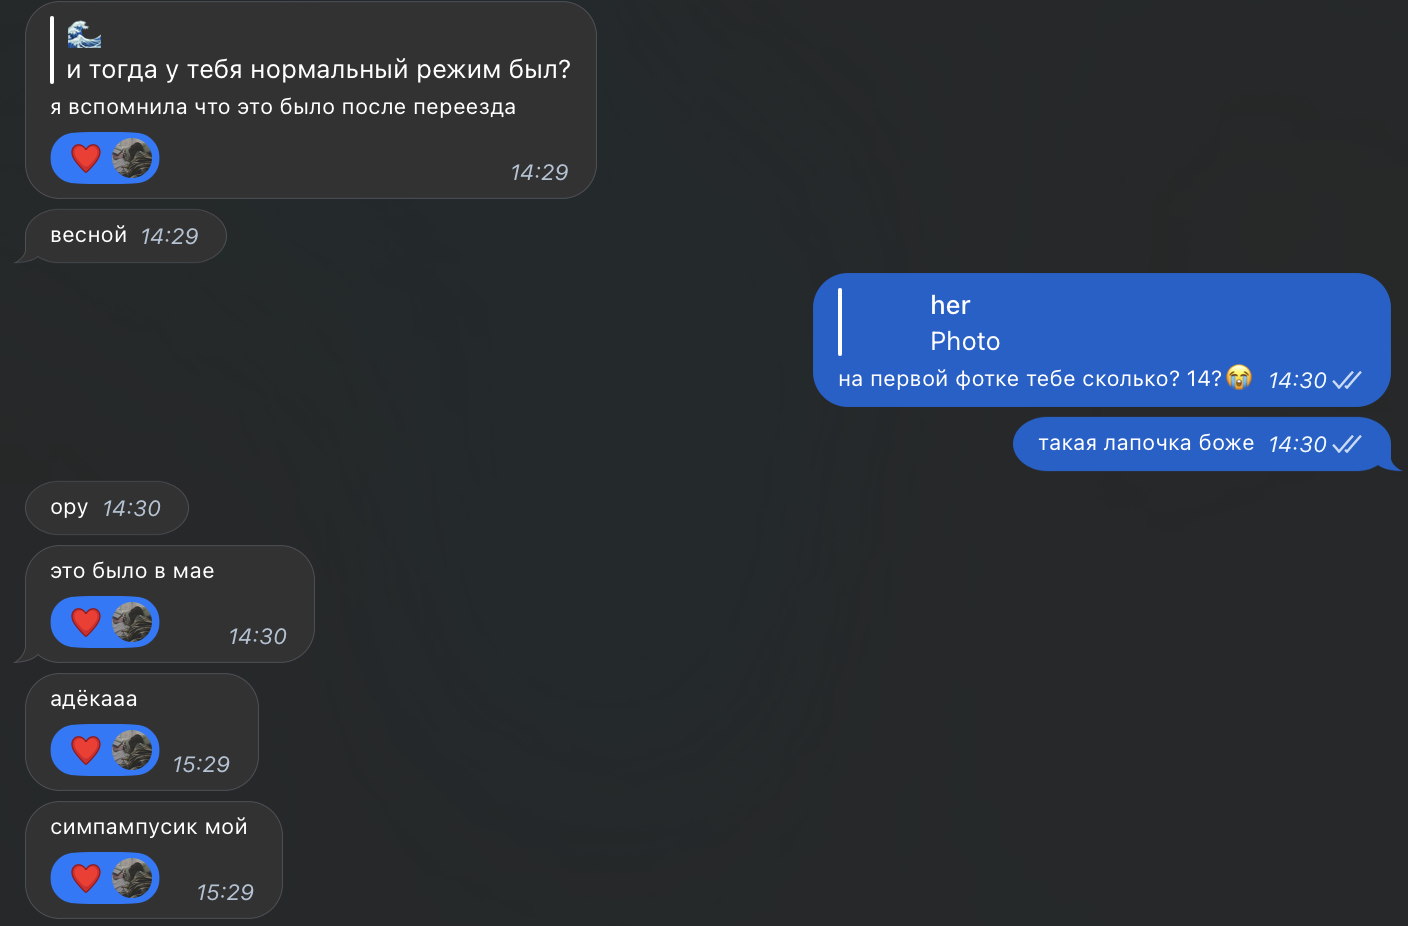 🌊
и тогда у тебя нормальный режим был?
я вспомнила что это было после переезда
❤️
14:29
весной 14:29
her
Photo
на первой фотке тебе сколько? 14?😭 14:30
такая лапочка боже 14:30
ору 14:30
это было в мае
❤️
14:30
адёкааа
❤️
15:29
симпампусик мой
❤️
15:29